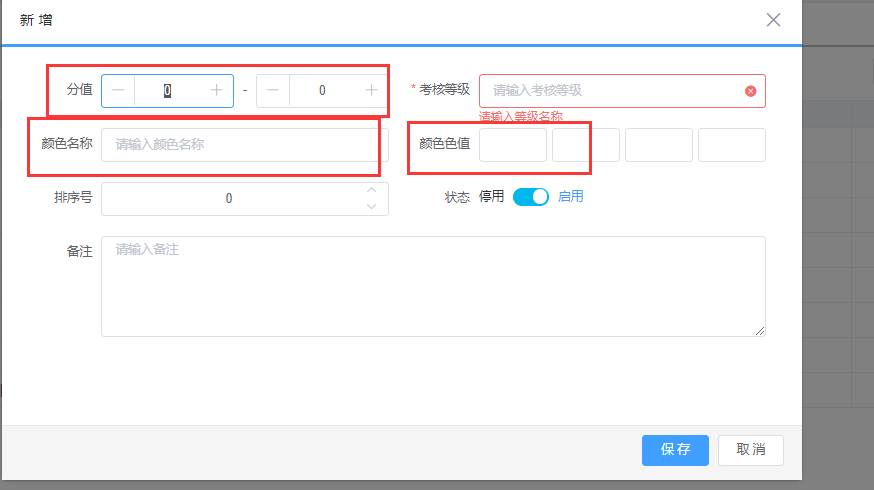 新 增
分值 0 - 0 * 考核等级 请输入考核等级
请输入等级名称
颜色名称 请输入颜色名称 颜色色值
排序号 0 状态 停用 启用
备注 请输入备注
保存 取消